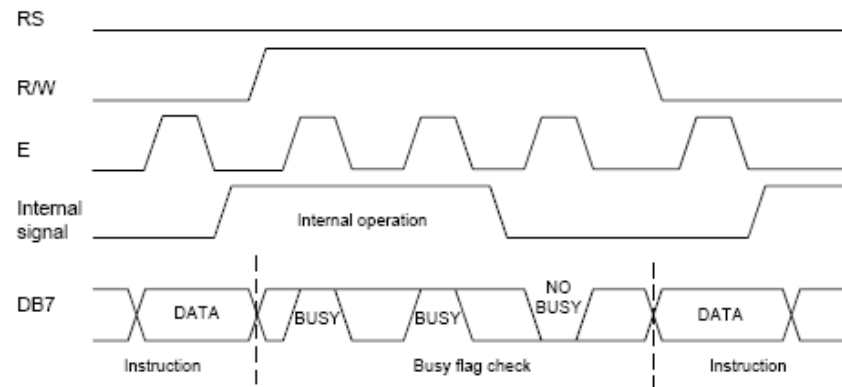 RS
R/W
E
Internal
signal
Internal operation
DB7
DATA
BUSY
BUSY
NO
BUSY
DATA
Instruction
Busy flag check
Instruction